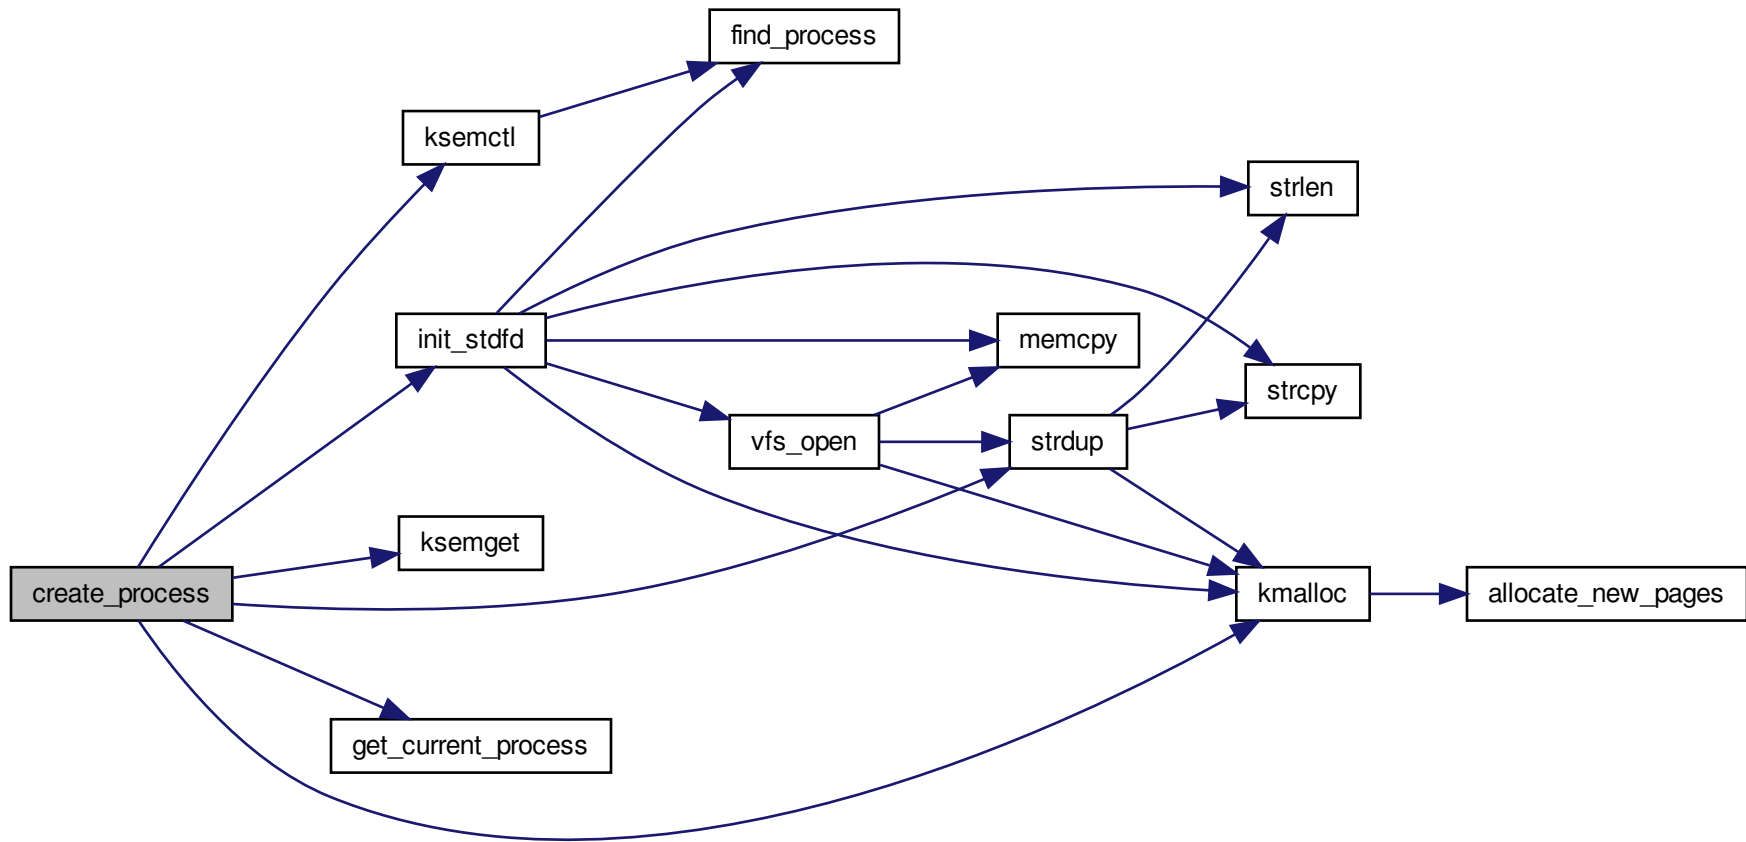 find_process
ksemctl
strlen
init_stdfd
memcpy
strcpy
vfs_open
strdup
ksemget
create_process
kmalloc
allocate_new_pages
get_current_process